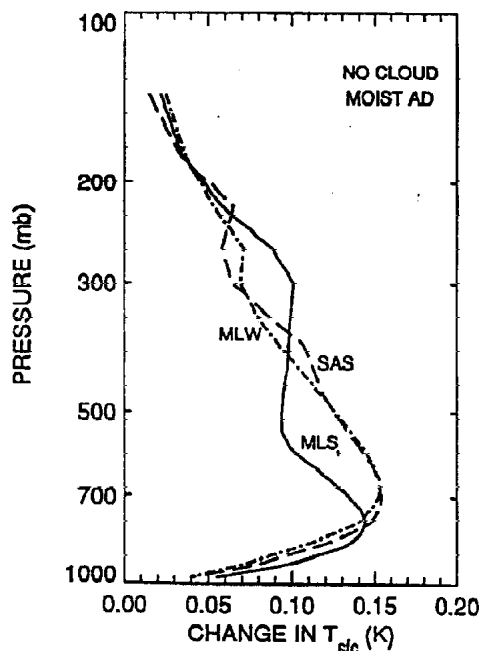 100
NO CLOUD
MOIST AD
200
PRESSURE (mb)
300
MLW
SAS
500
MLS
700
1000
0.00 0.05 0.10 0.15 0.20
CHANGE IN T_sfc (K)